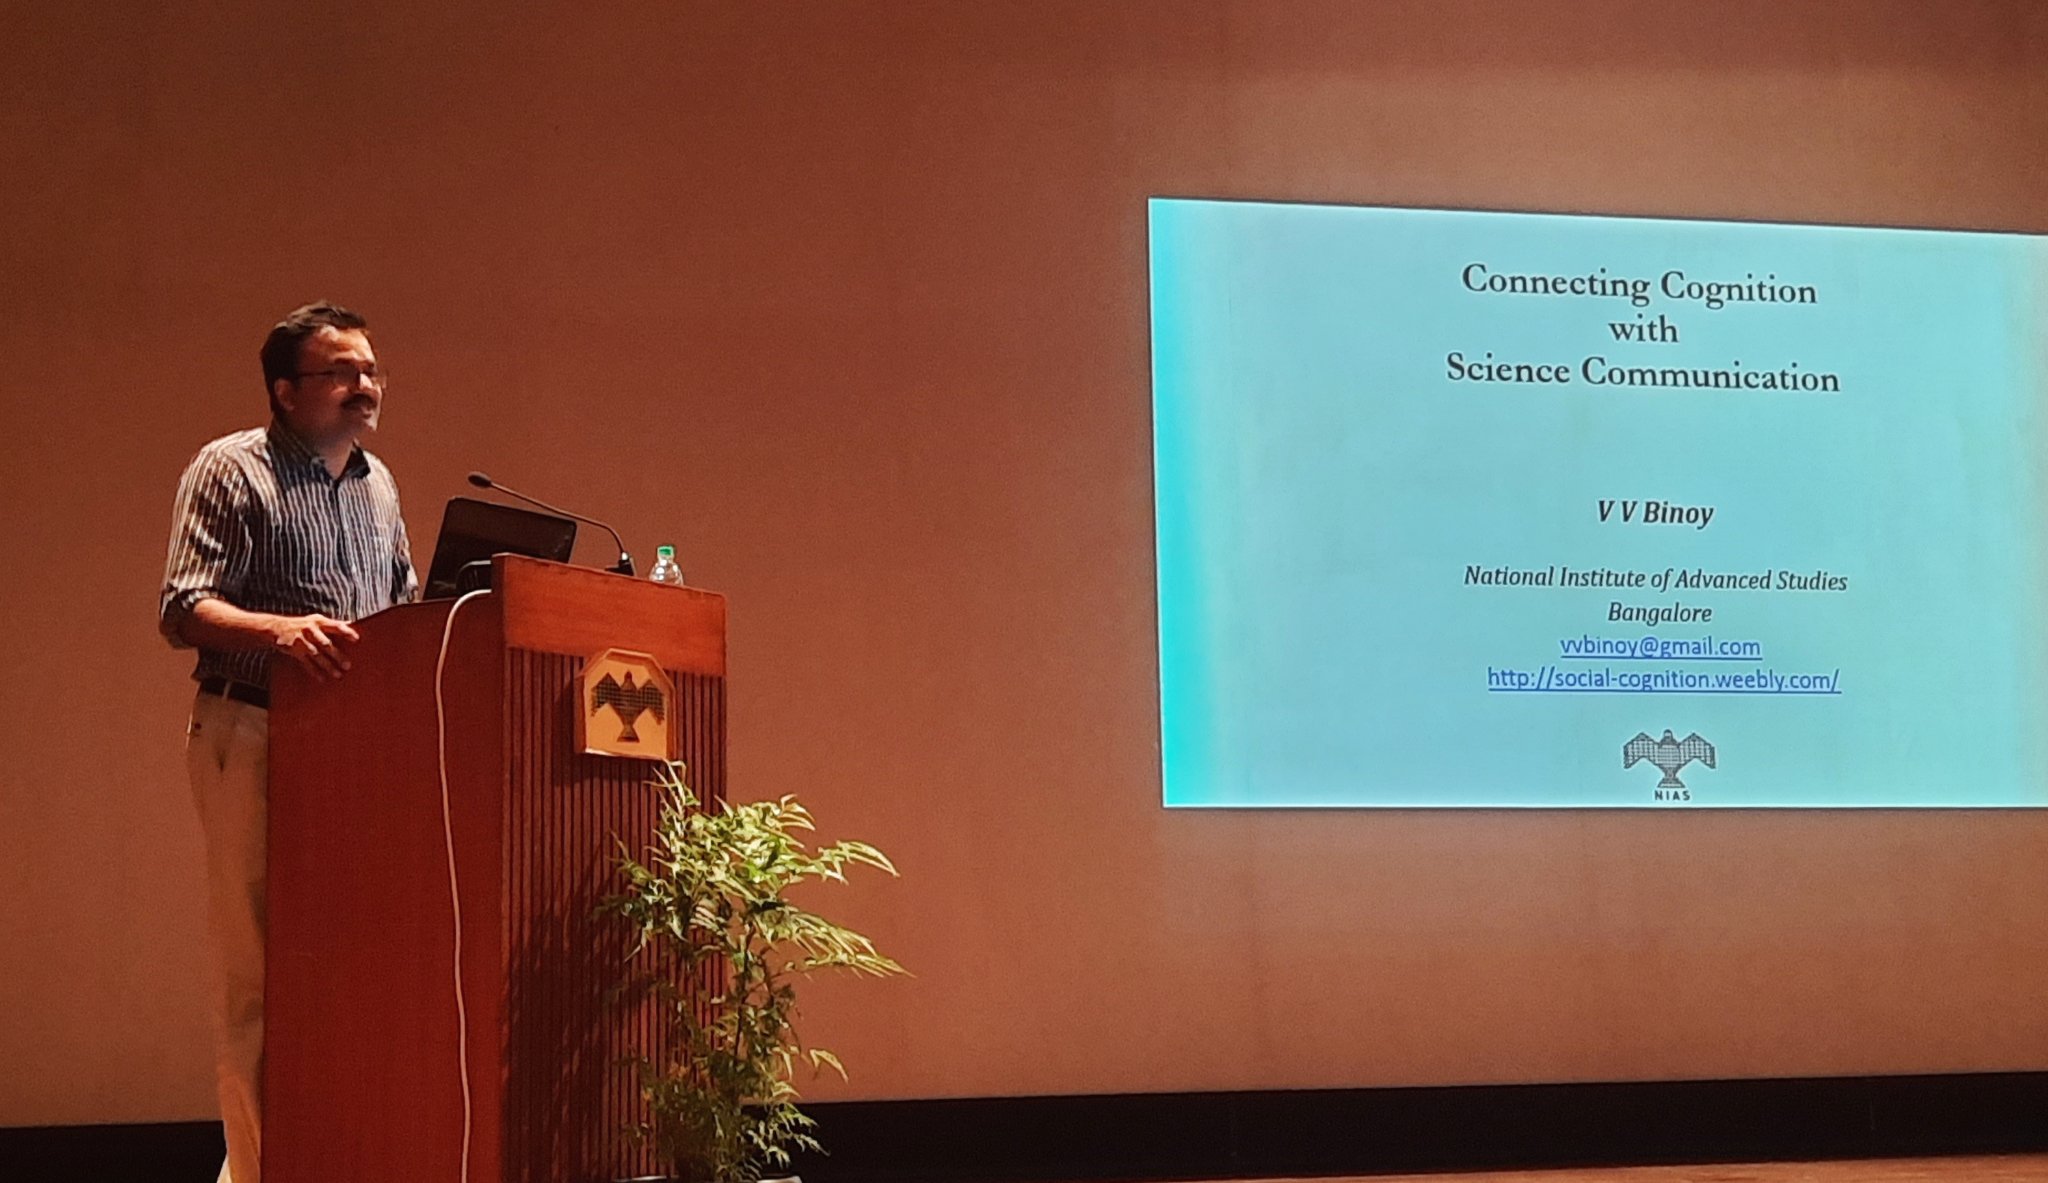 Connecting Cognition
with
Science Communication
V V Binoy
National Institute of Advanced Studies
Bangalore
vvbinoy@gmail.com
http://social-cognition.weebly.com/
NIAS